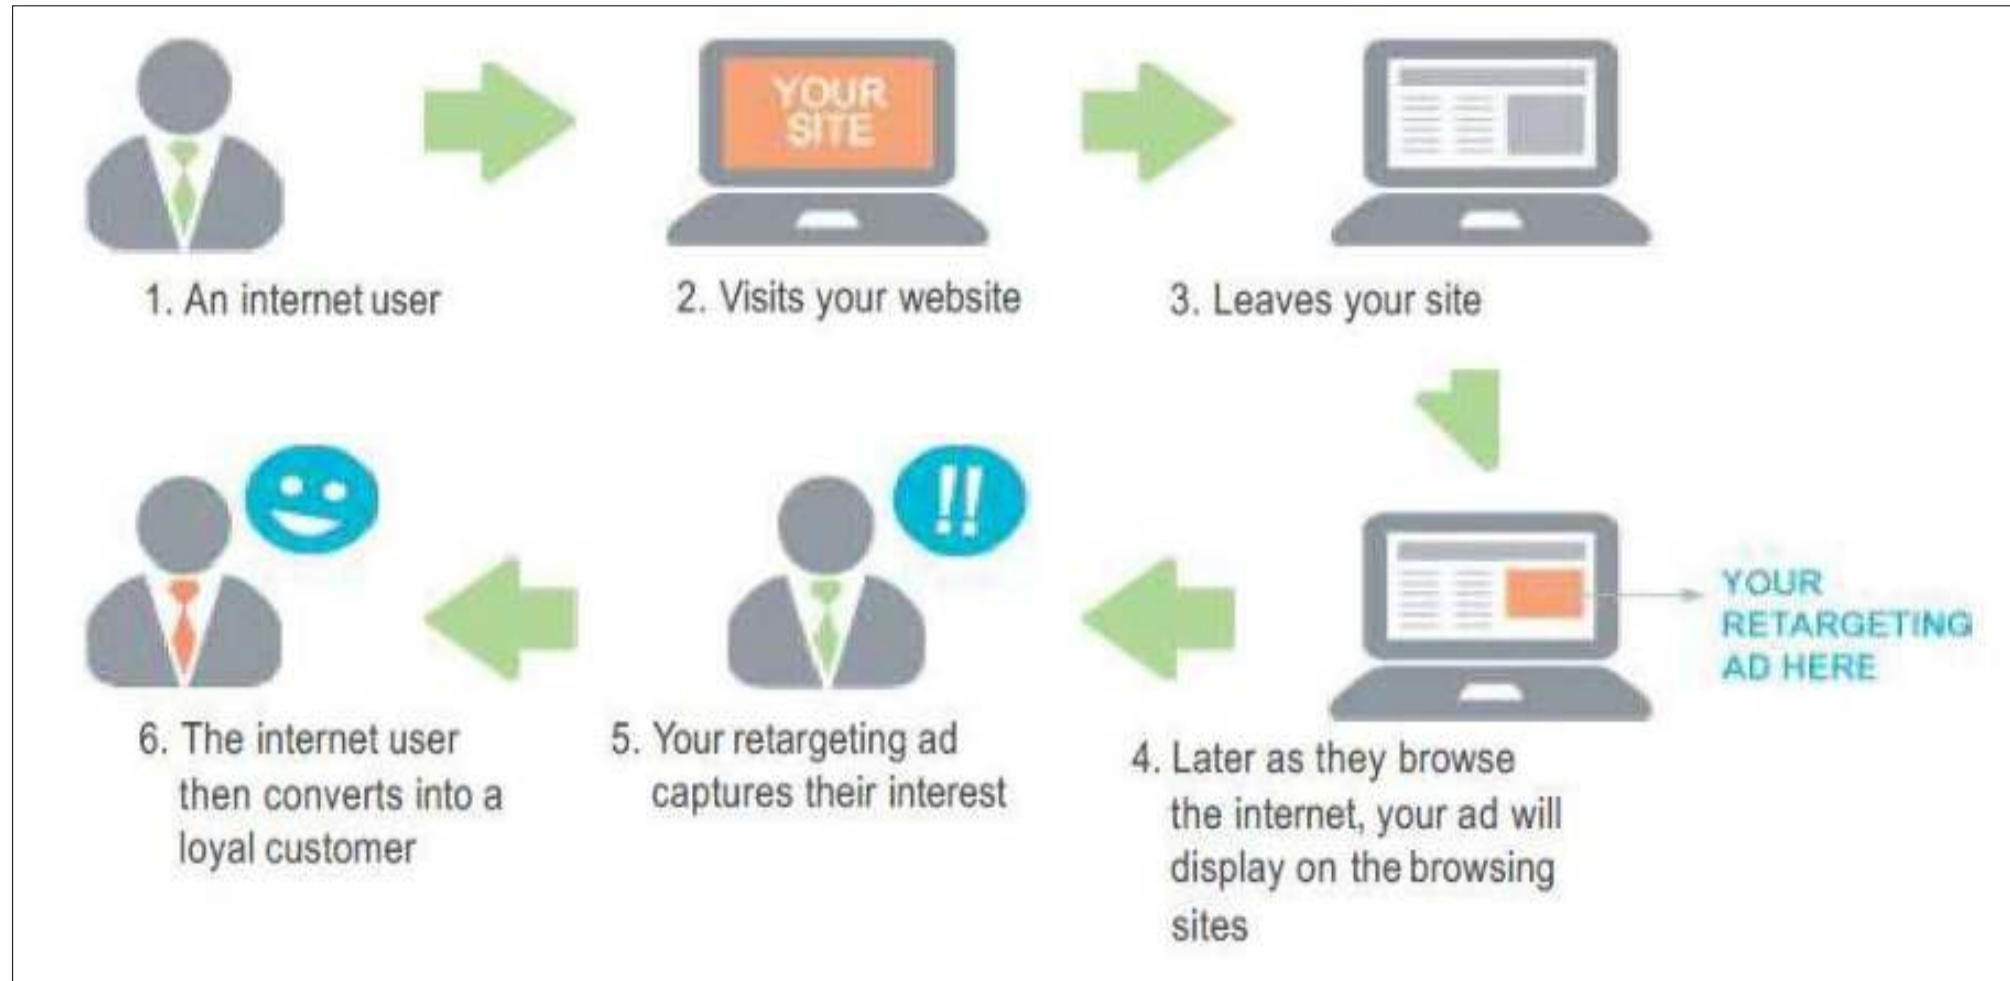 YOUR
SITE
1. An internet user
2. Visits your website
3. Leaves your site
YOUR
RETARGETING
AD HERE
4. Later as they browse
the internet, your ad will
display on the browsing
sites
5. Your retargeting ad
captures their interest
6. The internet user
then converts into a
loyal customer